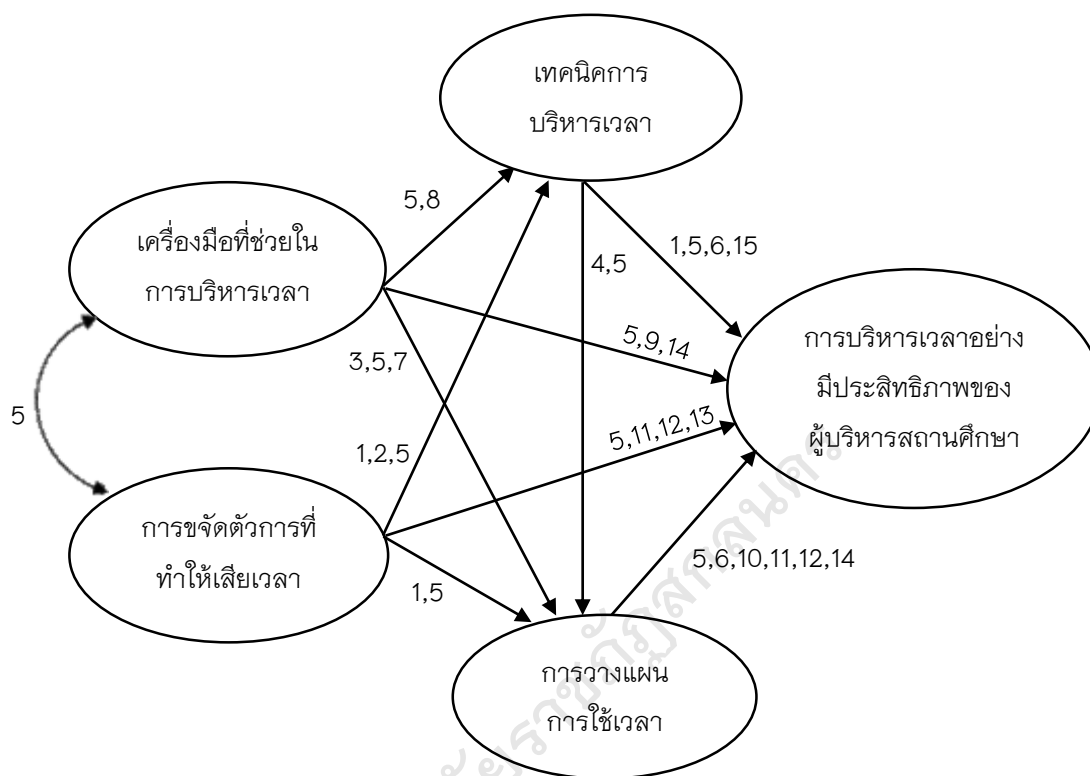 เทคนิคการ
บริหารเวลา
5,8
เครื่องมือที่ช่วยใน
การบริหารเวลา
4,5
1,5,6,15
5,9,14
การบริหารเวลาอย่าง
มีประสิทธิภาพของ
ผู้บริหารสถานศึกษา
3,5,7
5
1,2,5
5,11,12,13
การขจัดตัวการที่
ทำให้เสียเวลา
1,5
5,6,10,11,12,14
การวางแผน
การใช้เวลา